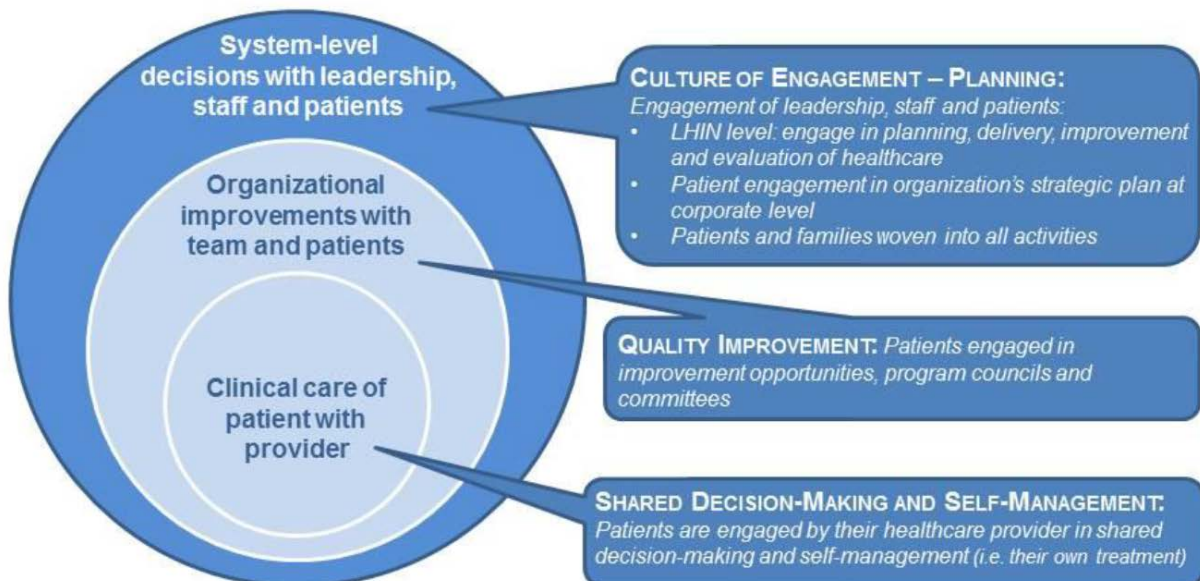 System-level
decisions with leadership,
staff and patients
Organizational
improvements with
team and patients
Clinical care of
patient with
provider
CULTURE OF ENGAGEMENT – PLANNING:
Engagement of leadership, staff and patients:
• LHIN level: engage in planning, delivery, improvement
and evaluation of healthcare
• Patient engagement in organization's strategic plan at
corporate level
• Patients and families woven into all activities
QUALITY IMPROVEMENT: Patients engaged in
improvement opportunities, program councils and
committees
SHARED DECISION-MAKING AND SELF-MANAGEMENT:
Patients are engaged by their healthcare provider in shared
decision-making and self-management (i.e. their own treatment)